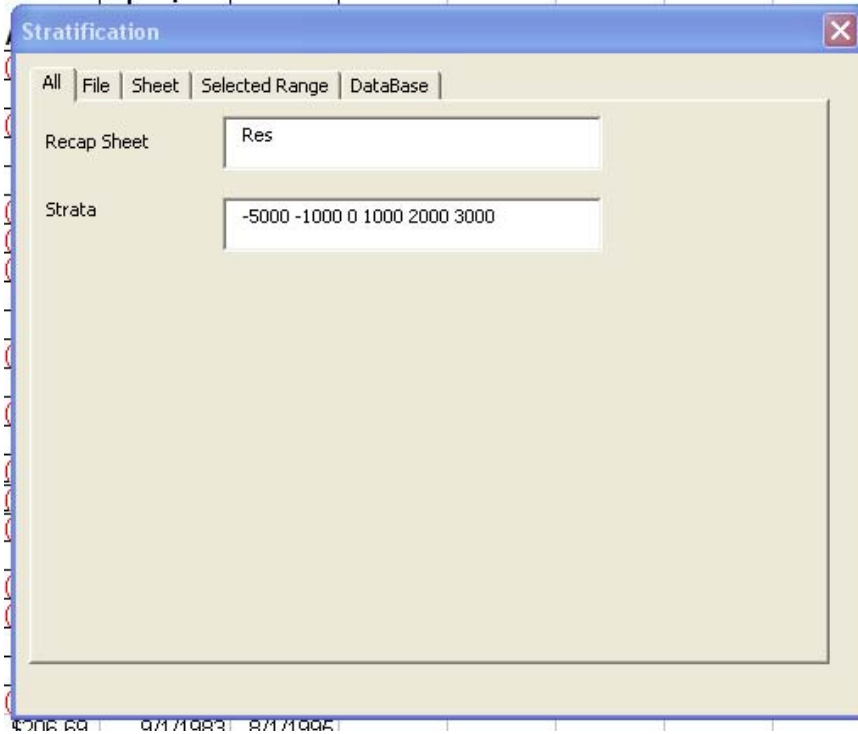 Stratification
All File Sheet Selected Range DataBase
Recap Sheet Res
Strata -5000 -1000 0 1000 2000 3000
$206.69 9/1/1983 8/1/1995